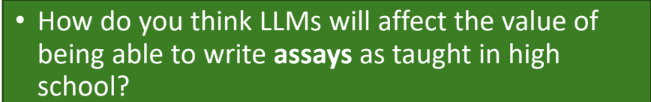 • How do you think LLMs will affect the value of
being able to write assays as taught in high
school?